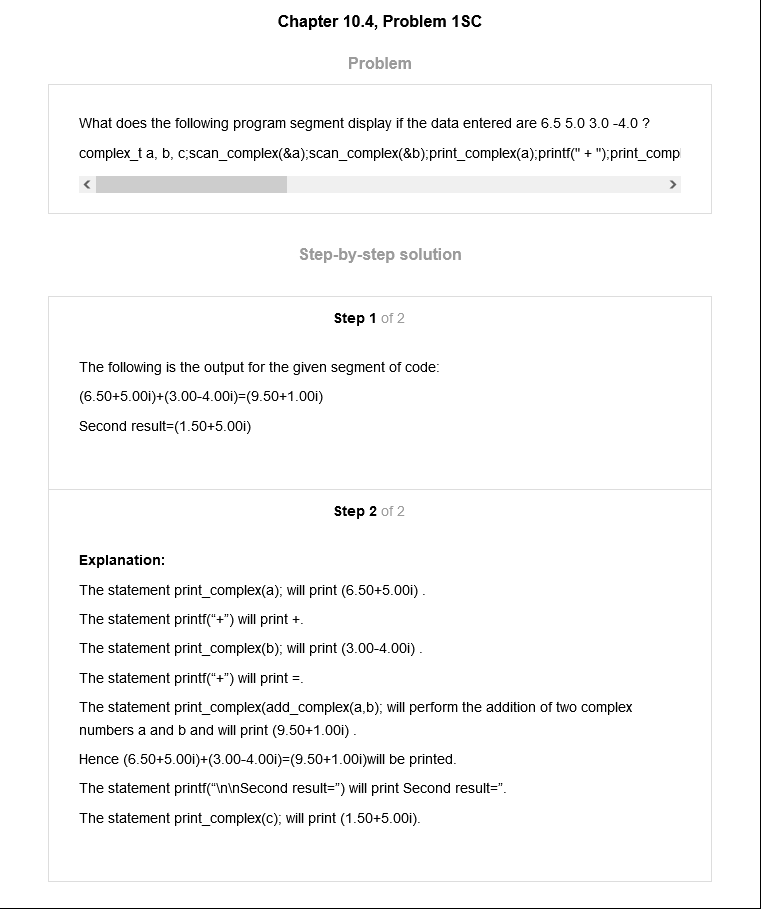 Chapter 10.4, Problem 1SC
Problem
What does the following program segment display if the data entered are 6.5 5.0 3.0 -4.0 ?
complex_t a, b, c;scan_complex(&a);scan_complex(&b);print_complex(a);printf(" + ");print_comp
Step-by-step solution
Step 1 of 2
The following is the output for the given segment of code:
(6.50+5.00i)+(3.00-4.00i)=(9.50+1.00i)
Second result=(1.50+5.00i)
Step 2 of 2
Explanation:
The statement print_complex(a); will print (6.50+5.00i) .
The statement printf(“+”) will print +.
The statement print_complex(b); will print (3.00-4.00i) .
The statement printf(“+”) will print =.
The statement print_complex(add_complex(a,b); will perform the addition of two complex
numbers a and b and will print (9.50+1.00i) .
Hence (6.50+5.00i)+(3.00-4.00i)=(9.50+1.00i)will be printed.
The statement printf(“\n\nSecond result=”) will print Second result=”.
The statement print_complex(c); will print (1.50+5.00i).